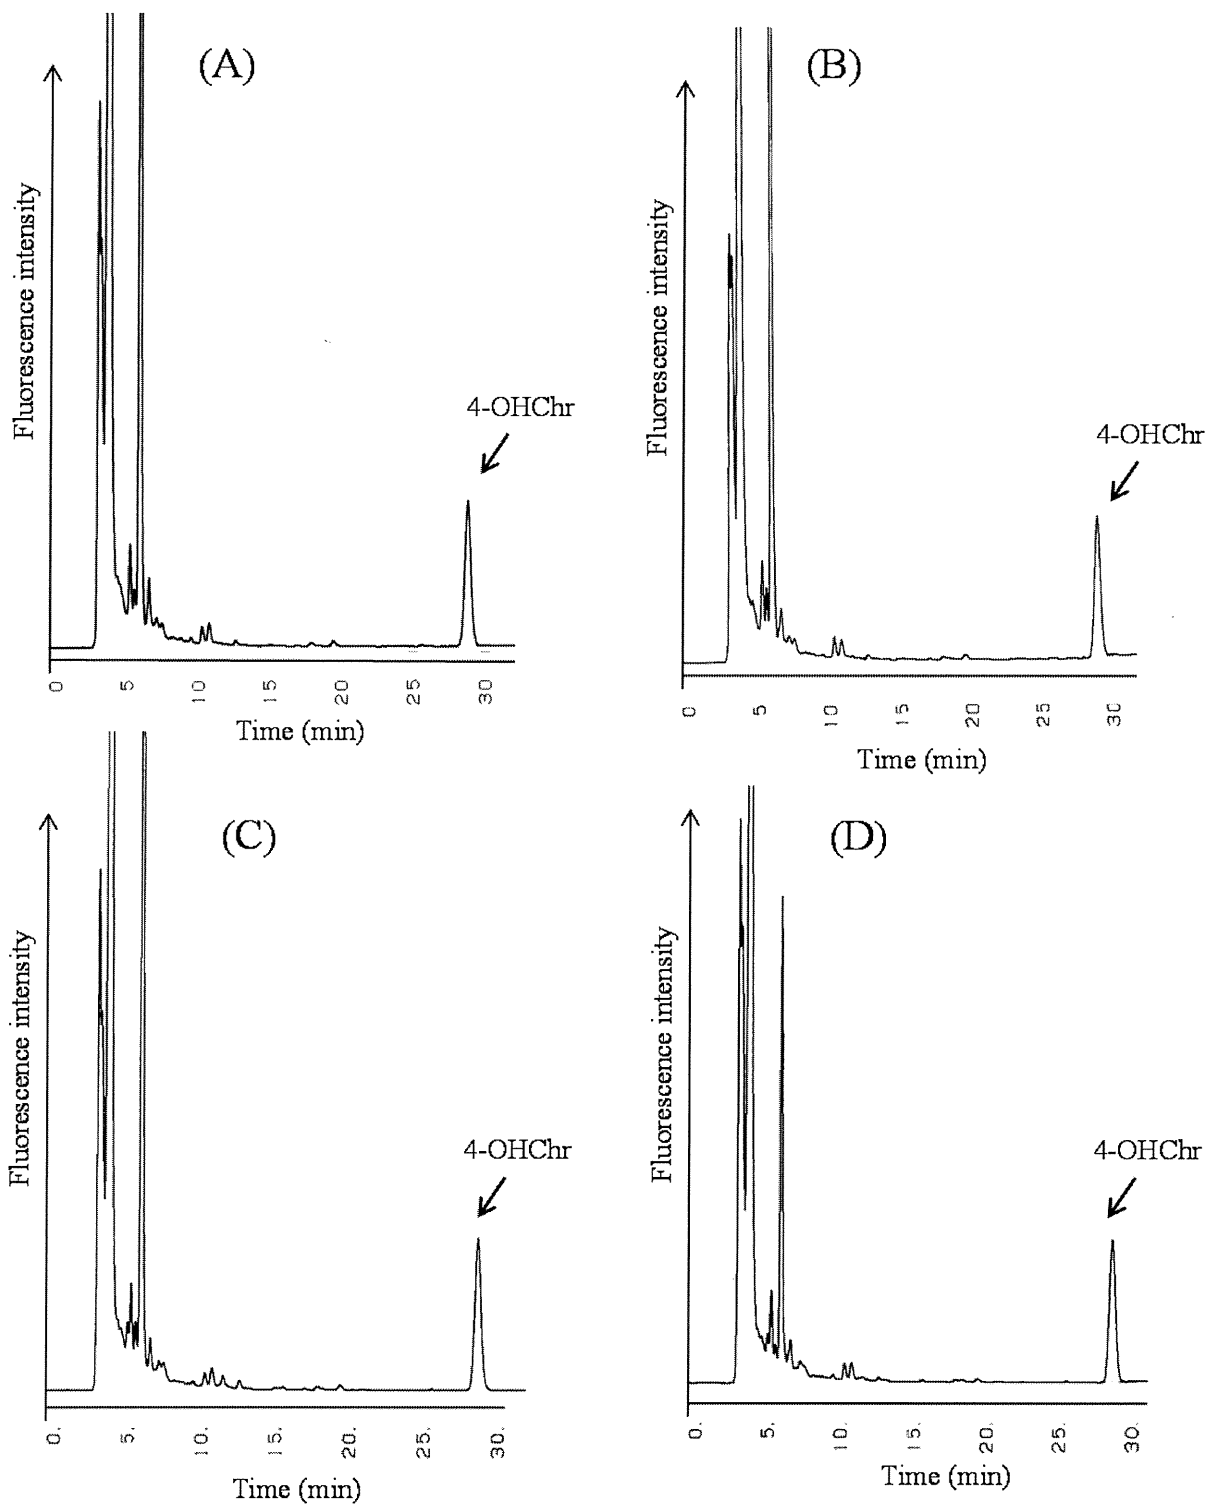 (A)
Fluorescence intensity
4-OHChr
0 5 10 15 20 25 30
Time (min)
(B)
Fluorescence intensity
4-OHChr
0. 5 10 15 20 25 30
Time (min)
(C)
Fluorescence intensity
4-OHChr
0. 5. 10. 15. 20. 25. 30.
Time (min)
(D)
Fluorescence intensity
4-OHChr
0. 5. 10. 15. 20. 25. 30.
Time (min)